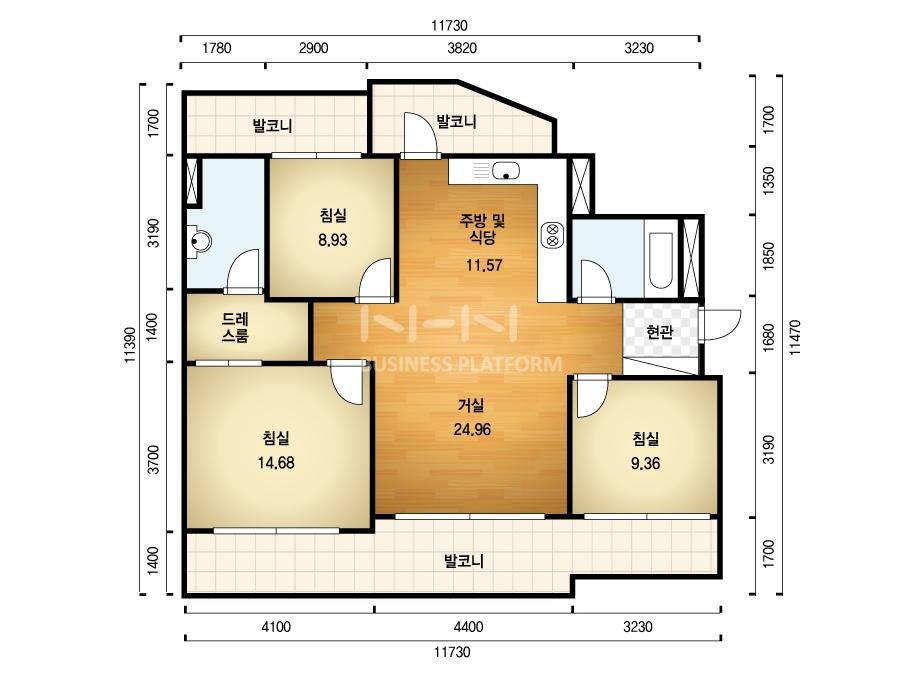 11730
1780 2900 3820 3230
1700
3190
1400
11390
3700
1400
1700
1350
1850
1680
11470
3190
1700
발코니
발코니
침실
8.93
주방 및
식당
11.57
드레
스룸
현관
NHN
BUSINESS PLATFORM
거실
24.96
침실
14.68
침실
9.36
발코니
4100 4400 3230
11730